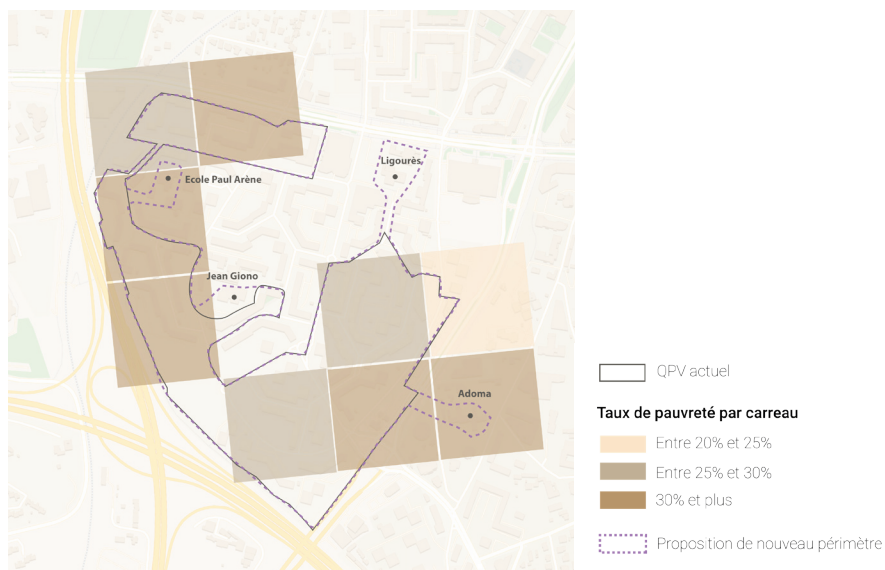 Ligourès
Ecole Paul Arène
Jean Giono
Adoma
QPV actuel
Taux de pauvreté par carreau
Entre 20% et 25%
Entre 25% et 30%
30% et plus
Proposition de nouveau périmètre